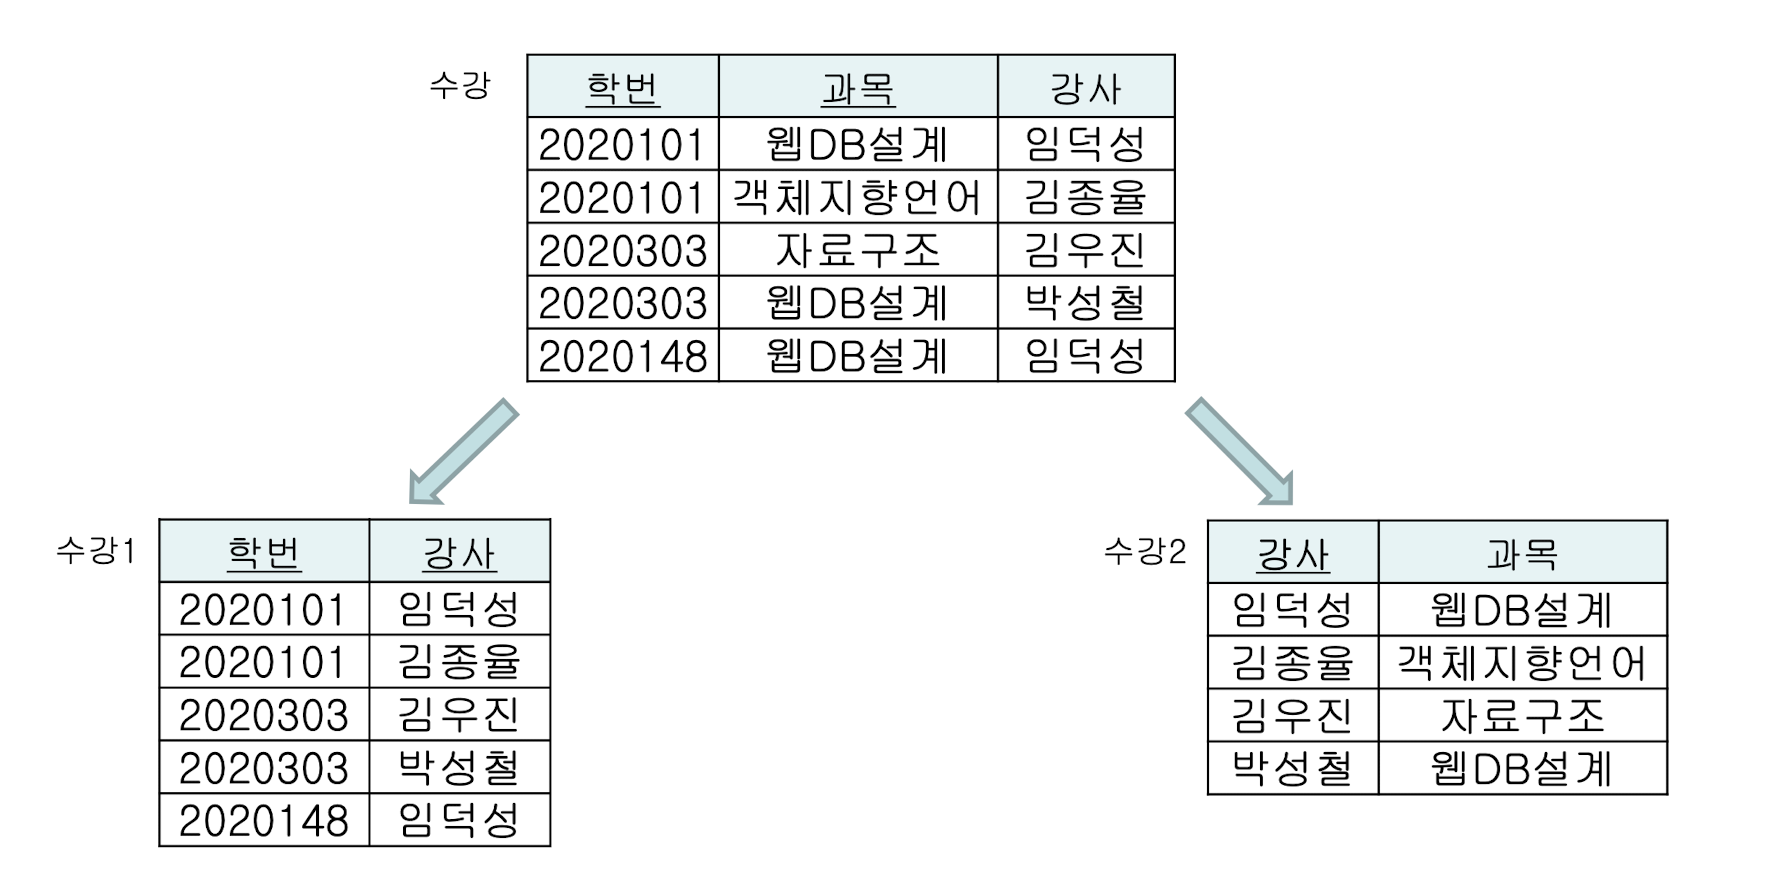 수강
학번 과목 강사
2020101 웹DB설계 임덕성
2020101 객체지향언어 김종율
2020303 자료구조 김우진
2020303 웹DB설계 박성철
2020148 웹DB설계 임덕성
수강1
학번 강사
2020101 임덕성
2020101 김종율
2020303 김우진
2020303 박성철
2020148 임덕성
수강2
강사 과목
임덕성 웹DB설계
김종율 객체지향언어
김우진 자료구조
박성철 웹DB설계